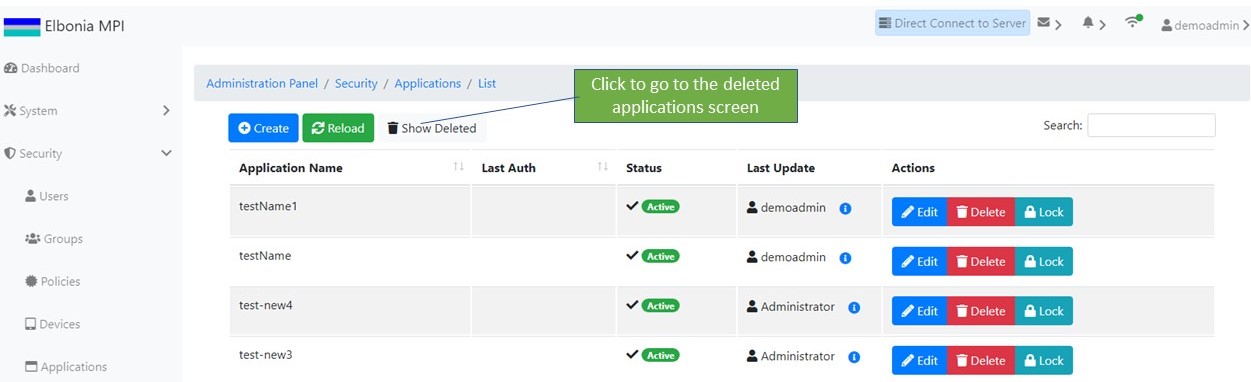 Elbonia MPI
Direct Connect to Server
demoadmin
Dashboard
System
Security
Users
Groups
Policies
Devices
Applications
Administration Panel / Security / Applications / List
Click to go to the deleted
applications screen
Create Reload Show Deleted
Search:
Application Name Last Auth Status Last Update Actions
testName1 Active demoadmin Edit Delete Lock
testName Active demoadmin Edit Delete Lock
test-new4 Active Administrator Edit Delete Lock
test-new3 Active Administrator Edit Delete Lock